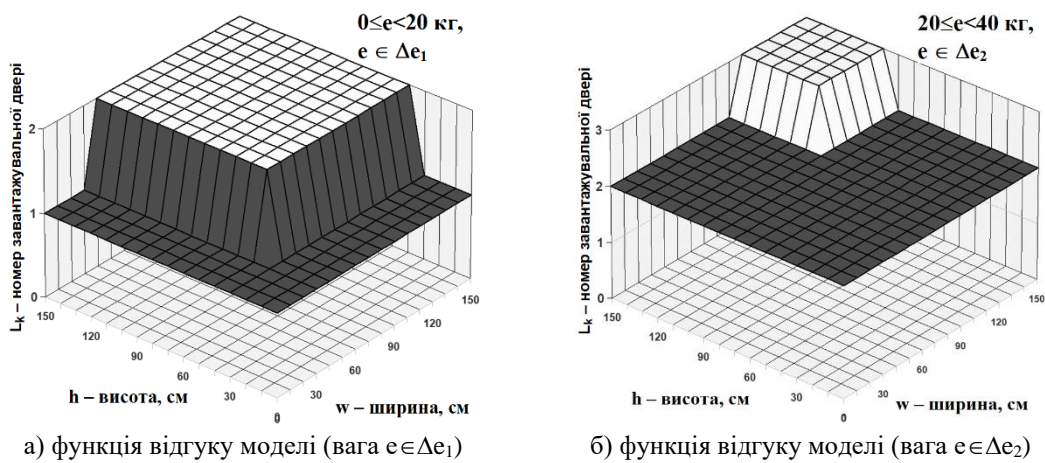 0≤e<20 кг,
e ∈ Δe₁
Lₖ – номер завантажувальної двері
2
1
0
150
120
90
60
30
0
30
60
90
120
150
h – висота, см
w – ширина, см
а) функція відгуку моделі (вага e∈Δe₁)
20≤e<40 кг,
e ∈ Δe₂
Lₖ – номер завантажувальної двері
3
2
1
0
150
120
90
60
30
0
30
60
90
120
150
h – висота, см
w – ширина, см
б) функція відгуку моделі (вага e∈Δe₂)